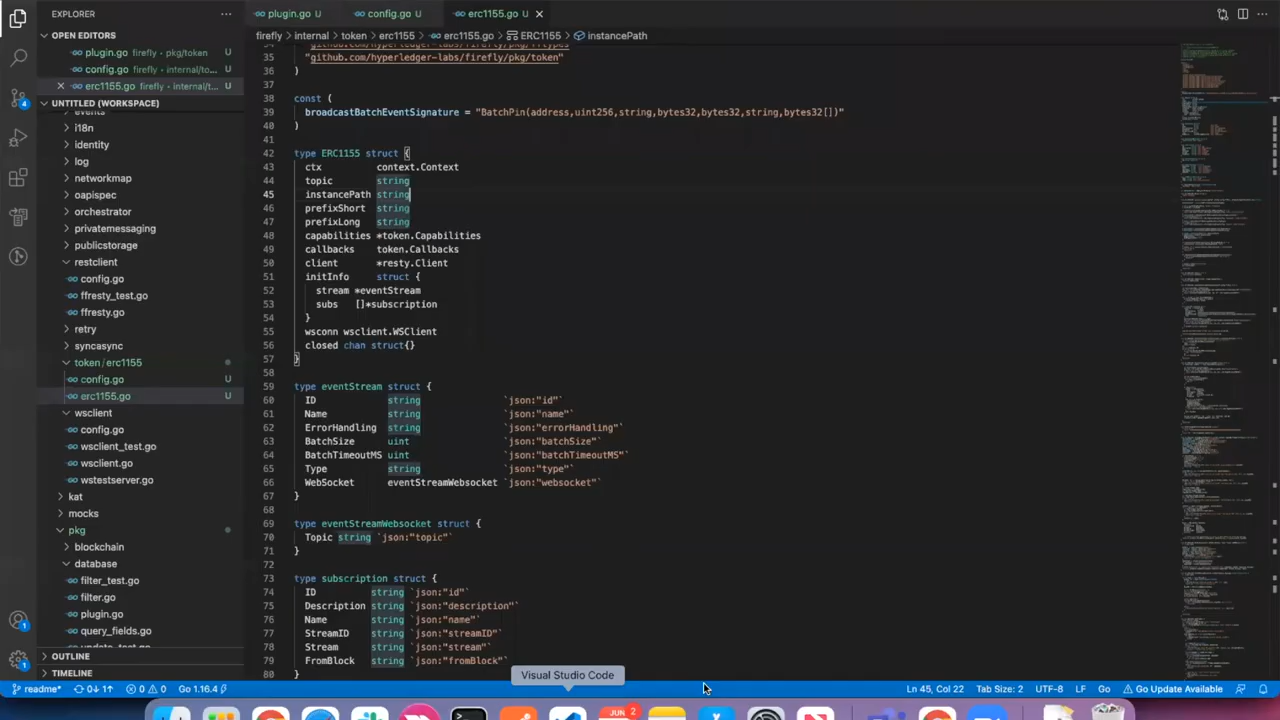 EXPLORER
···
plugin.go U
config.go U
erc1155.go U ×
OPEN EDITORS
plugin.go firefly · pkg/token U
config.go firefly · internal/to... U
× erc1155.go firefly · internal/to... U
UNTITLED (WORKSPACE)
i18n
identity
log
networkmap
oapispec
orchestrator
privatemessaging
publicstorage
restclient
config.go
ffresty_test.go
ffresty.go
retry
syncasync
token / erc1155
config.go U
erc1155.go U
wsclient
config.go
wsclient_test.go
wsclient.go
wstestserver.go
kat
mocks
pkg
blockchain
database
filter_test.go
filter.go
plugin.go
query_fields.go
OUTLINE
TIMELINE
4
1
1
firefly > internal > token > erc1155 > erc1155.go > ERC1155 > instancePath
35 "github.com/hyperledger-labs/firefly/pkg/token"
36 )
37
38 const (
39 broadcastBatchEventSignature = "BatchPin(address,uint256,string,bytes32,bytes32,string,bytes32[])"
40 )
41
42 type ERC1155 struct {
43 ctx context.Context
44 topic string
45 instancePath string
46 prefixShort string
47 prefixLong string
48 capabilities *token.Capabilities
49 callbacks token.Callbacks
50 client *resty.Client
51 initInfo struct {
52 stream *eventStream
53 subs []*subscription
54 }
55 wsconn wsclient.WSClient
56 closed chan struct{}
57 }
58
59 type eventStream struct {
60 ID string `json:"id"`
61 Name string `json:"name"`
62 ErrorHandling string `json:"errorHandling"`
63 BatchSize uint `json:"batchSize"`
64 BatchTimeoutMS uint `json:"batchTimeoutMS"`
65 Type string `json:"type"`
66 WebSocket eventStreamWebsocket `json:"websocket"`
67 }
68
69 type eventStreamWebsocket struct {
70 Topic string `json:"topic"`
71 }
72
73 type subscription struct {
74 ID string `json:"id"`
75 Description string `json:"description"`
76 Name string `json:"name"`
77 StreamID string `json:"streamID"`
78 Stream string `json:"stream"`
79 FromBlock string `json:"fromBlock"`
80 }
Visual Studio Code
readme* 0↓ 1↑ 0 0 Go 1.16.4
Ln 45, Col 22 Tab Size: 2 UTF-8 LF Go Go Update Available
JUN 2